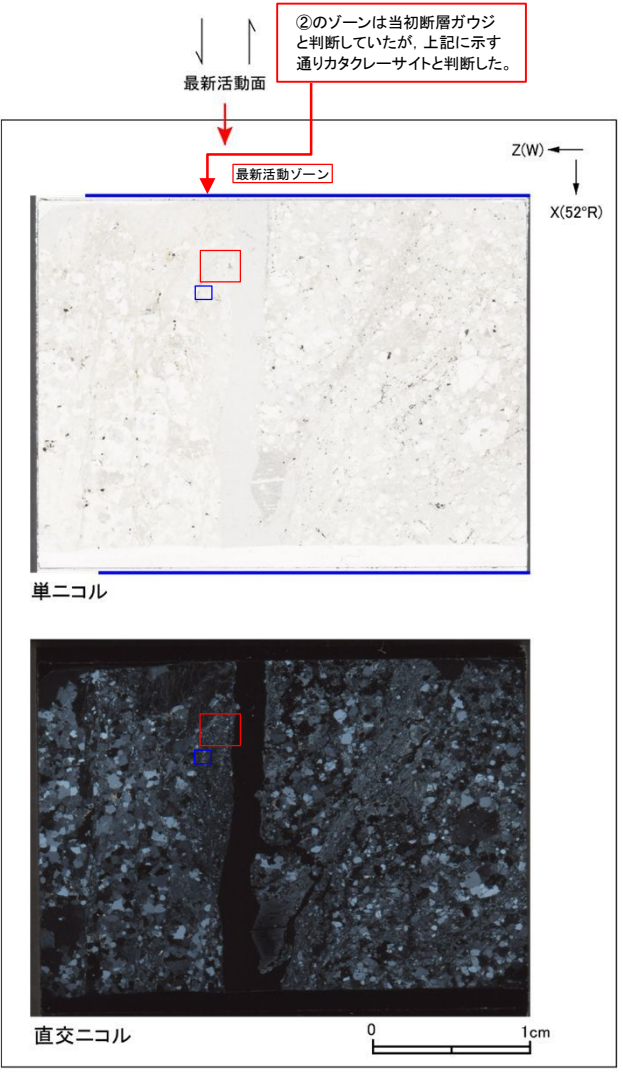 ②のゾーンは当初断層ガウジ
と判断していたが，上記に示す
通りカタクレーサイトと判断した。
最新活動面
最新活動ゾーン
Z(W)
X(52°R)
単ニコル
直交ニコル
0 1cm